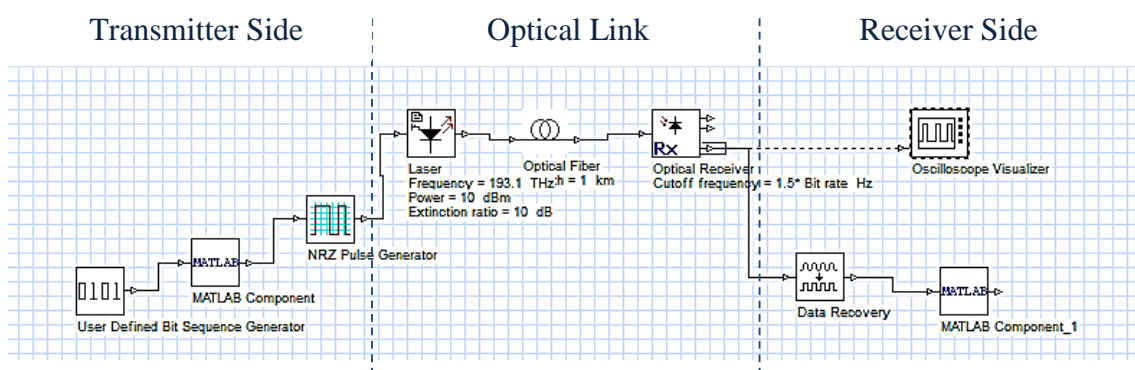 Transmitter Side
Optical Link
Receiver Side
Rx
Laser
Frequency = 193.1 THz
Power = 10 dBm
Extinction ratio = 10 dB
Optical Fiber
h = 1 km
Optical Receiver
Cutoff frequency = 1.5* Bit rate Hz
Oscilloscope Visualizer
NRZ Pulse Generator
MATLAB
MATLAB Component
0101
User Defined Bit Sequence Generator
Data Recovery
MATLAB
MATLAB Component_1